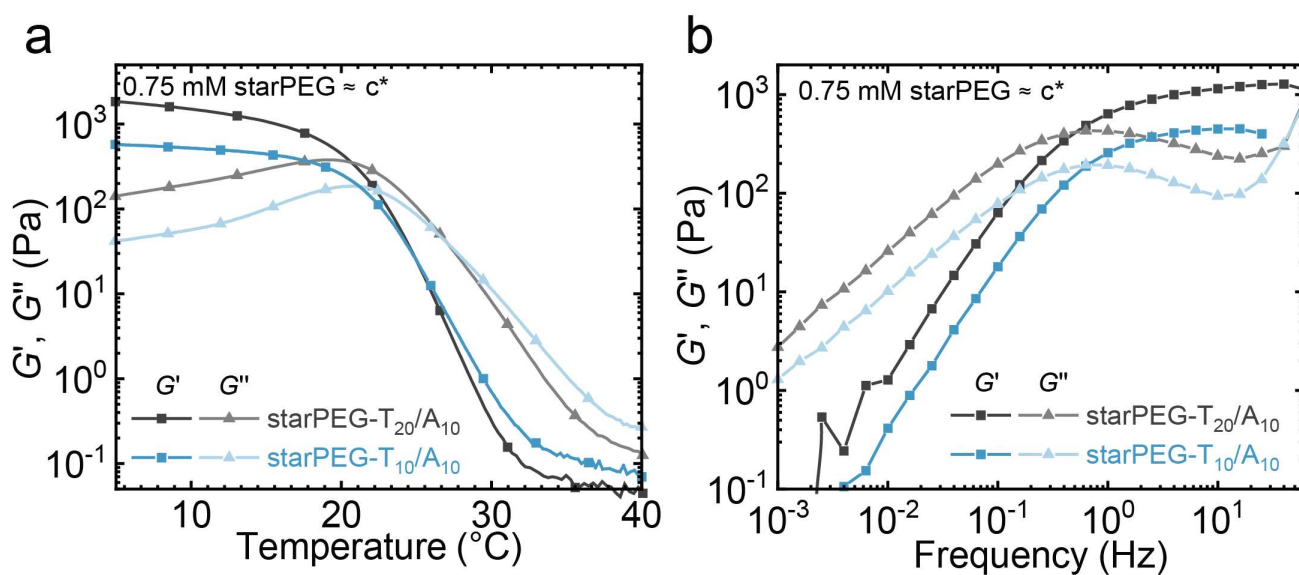 a
0.75 mM starPEG ≈ c*
G', G'' (Pa)
10³
10²
10¹
10⁰
10⁻¹
G' G''
starPEG-T₂₀/A₁₀
starPEG-T₁₀/A₁₀
10 20 30 40
Temperature (°C)
b
0.75 mM starPEG ≈ c*
G', G'' (Pa)
10³
10²
10¹
10⁰
10⁻¹
G' G''
starPEG-T₂₀/A₁₀
starPEG-T₁₀/A₁₀
10⁻³ 10⁻² 10⁻¹ 10⁰ 10¹
Frequency (Hz)